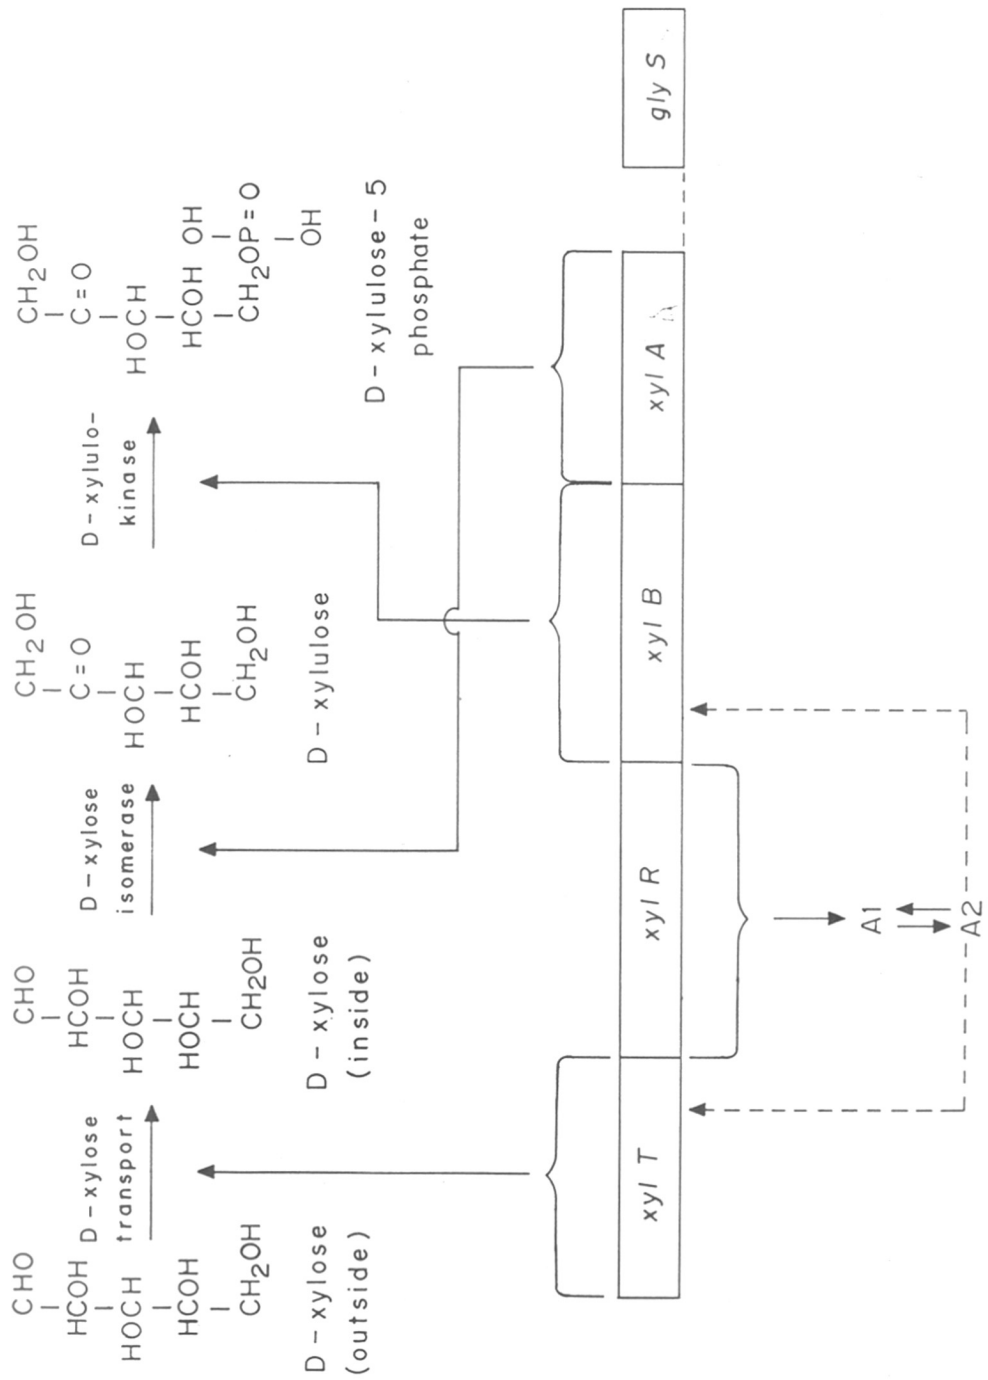 CHO
HCOH
HOCH
HCOH
CH₂OH
D-xylose
(outside)
D-xylose
transport
CHO
HCOH
HOCH
HOCH
CH₂OH
D-xylose
(inside)
D-xylose
isomerase
CH₂OH
C=O
HOCH
HCOH
CH₂OH
D-xylulose
D-xylulo-
kinase
CH₂OH
C=O
HOCH
HCOH OH
CH₂OP=O
OH
D-xylulose-5
phosphate
xyl T
xyl R
xyl B
xyl A
gly S
A1
A2